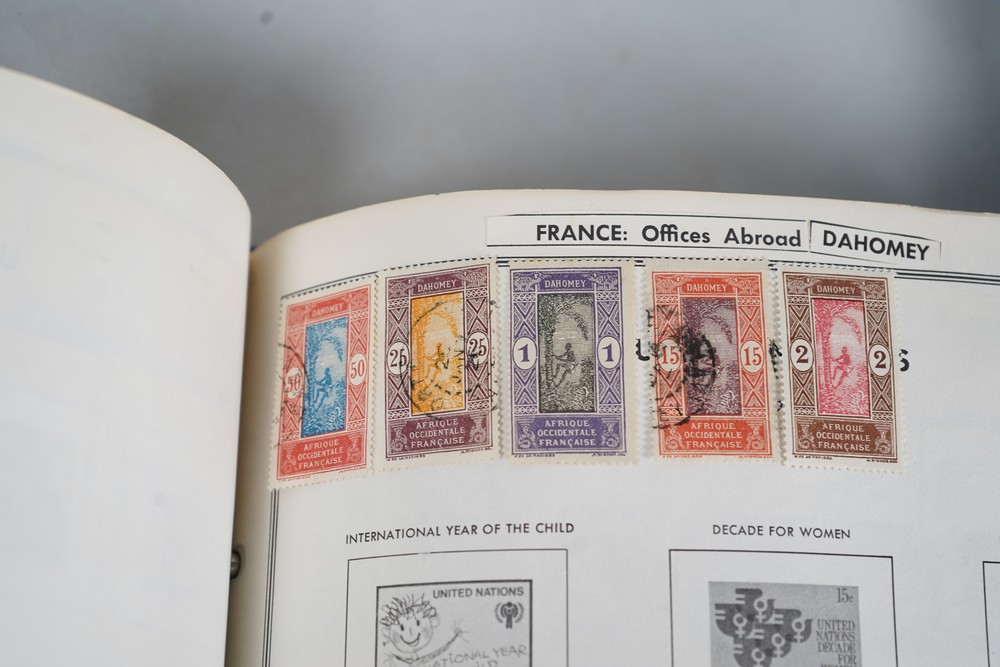 FRANCE: Offices Abroad DAHOMEY
DAHOMEY
50 50
AFRIQUE
OCCIDENTALE
FRANÇAISE
DAHOMEY
25 25
AFRIQUE
OCCIDENTALE
FRANÇAISE
DAHOMEY
1 1
AFRIQUE
OCCIDENTALE
FRANÇAISE
DAHOMEY
15 15
AFRIQUE
OCCIDENTALE
FRANÇAISE
DAHOMEY
2 2
AFRIQUE
OCCIDENTALE
FRANÇAISE
INTERNATIONAL YEAR OF THE CHILD
UNITED NATIONS
DECADE FOR WOMEN
15c
UNITED
NATIONS
DECADE